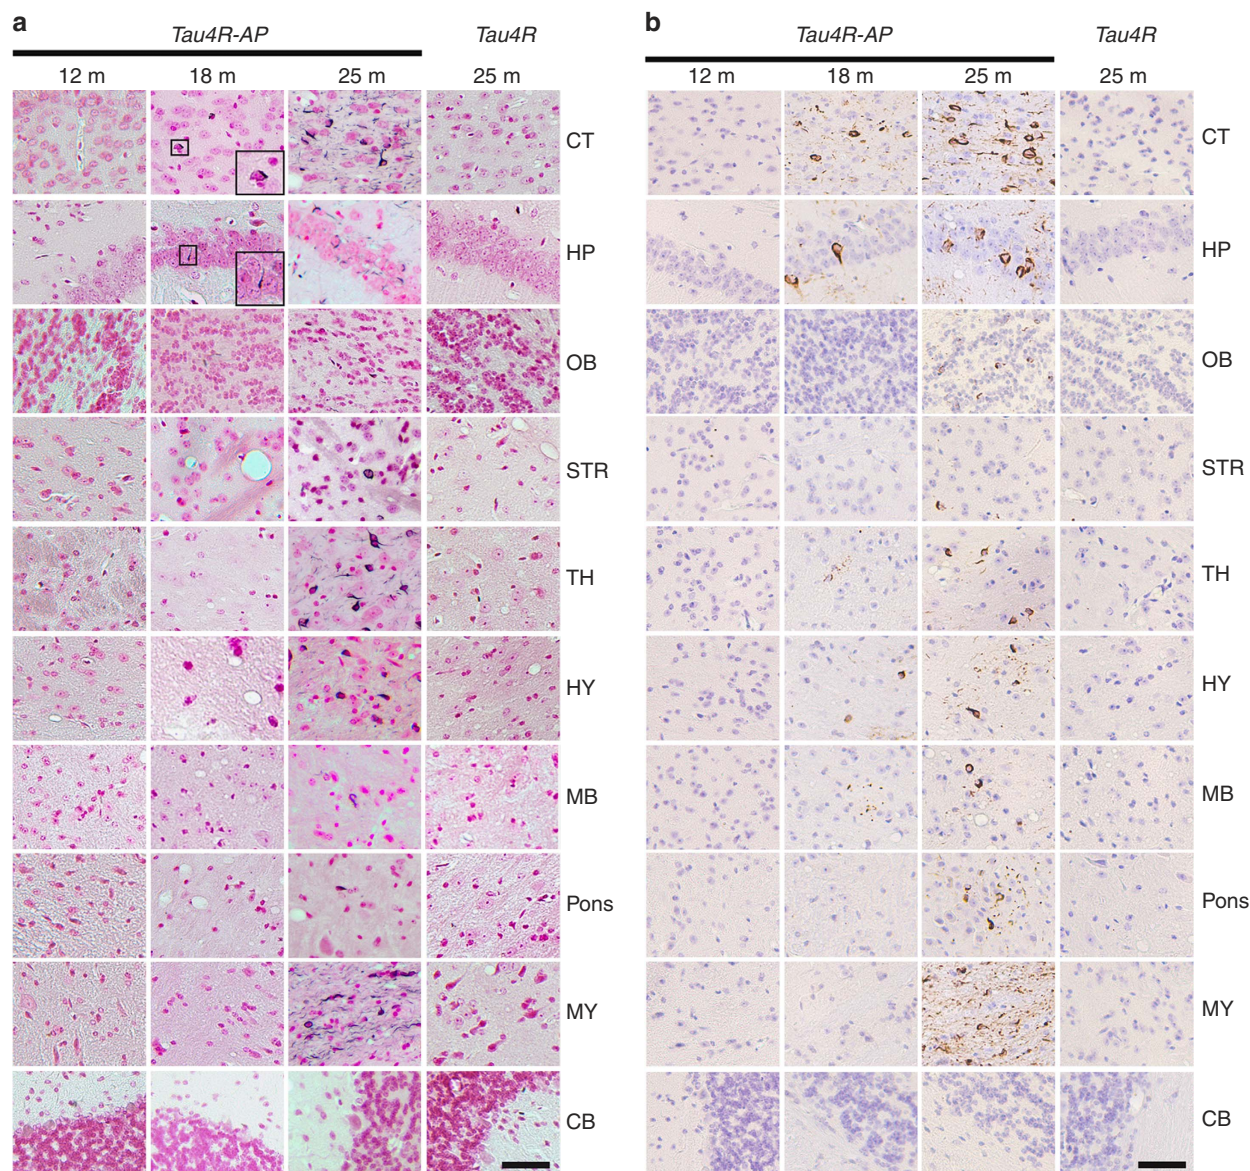 a
Tau4R-AP Tau4R
12 m 18 m 25 m 25 m
CT
HP
OB
STR
TH
HY
MB
Pons
MY
CB
b
Tau4R-AP Tau4R
12 m 18 m 25 m 25 m
CT
HP
OB
STR
TH
HY
MB
Pons
MY
CB